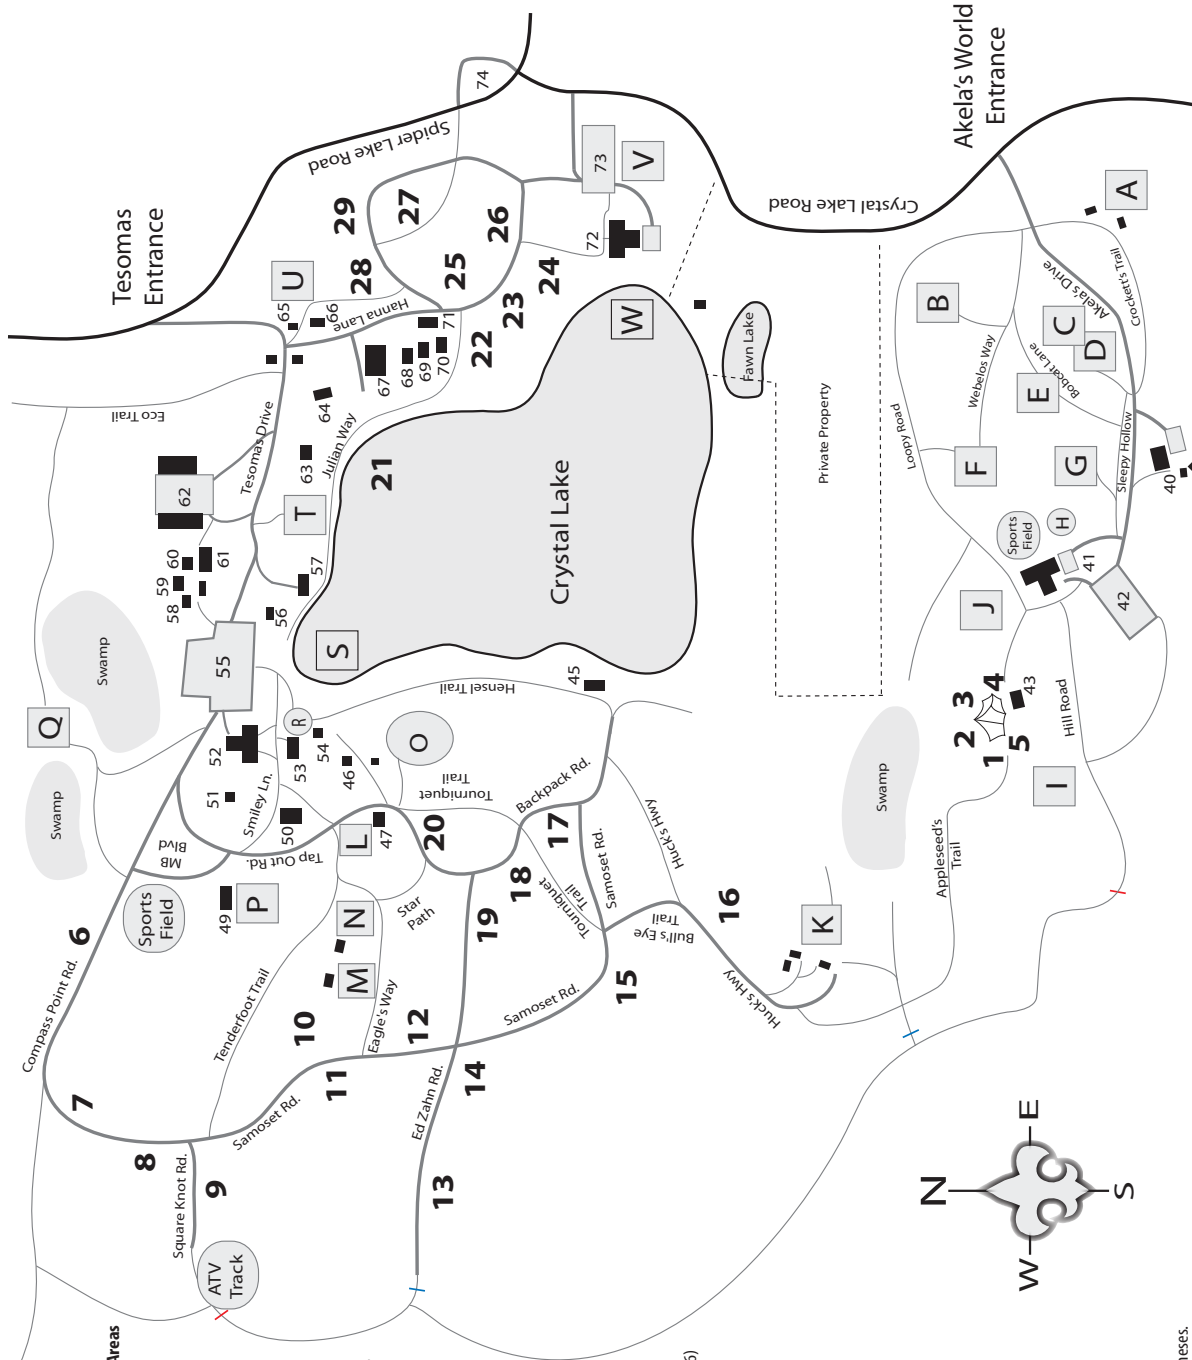 Tesomas
Entrance
Akela's World
Entrance
Spider Lake Road
Crystal Lake Road
74
73
V
72
29
27
28
26
25
24
23
22
21
U
65
66
Hanna Lane
71
67
68
69
70
64
63
Julian Way
Eco Trail
Tesomas Drive
62
T
61
60
59
58
57
56
55
Swamp
Q
Swamp
W
Fawn Lake
Crystal Lake
Private Property
S
45
Hensel Trail
R
O
54
53
52
51
50
46
47
Smiley Ln.
MB
Blvd
Tap Out Rd.
L
Tourniquet
Trail
Backpack Rd.
20
17
18
19
Samoset Rd.
Tourniquet
Trail
Huck's Hwy
Bull's Eye
Trail
16
Huck's Hwy
K
15
Samoset Rd.
14
12
Star
Path
N
M
Eagle's Way
10
11
Tenderfoot Trail
49
P
Sports
Field
6
Compass Point Rd.
7
8
9
Square Knot Rd.
Samoset Rd.
Ed Zahn Rd.
13
ATV
Track
A
B
C
D
E
F
G
H
Akela's Drive
Crockett's Trail
Bobcat Lane
Webelos Way
Loopy Road
Sleepy Hollow
40
Sports
Field
41
42
J
43
1
2
3
4
5
Hill Road
I
Swamp
Appleseed's
Trail
N
E
S
W
Areas
6)
heses.